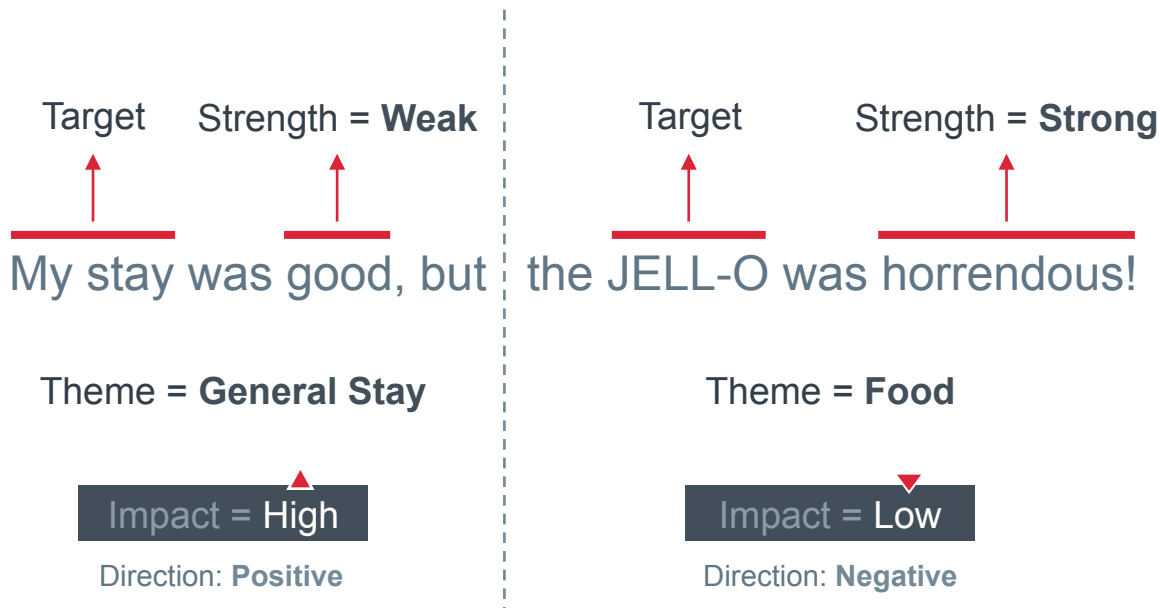 Target Strength = Weak
Target Strength = Strong
My stay was good, but the JELL-O was horrendous!
Theme = General Stay
Theme = Food
Impact = High
Impact = Low
Direction: Positive
Direction: Negative